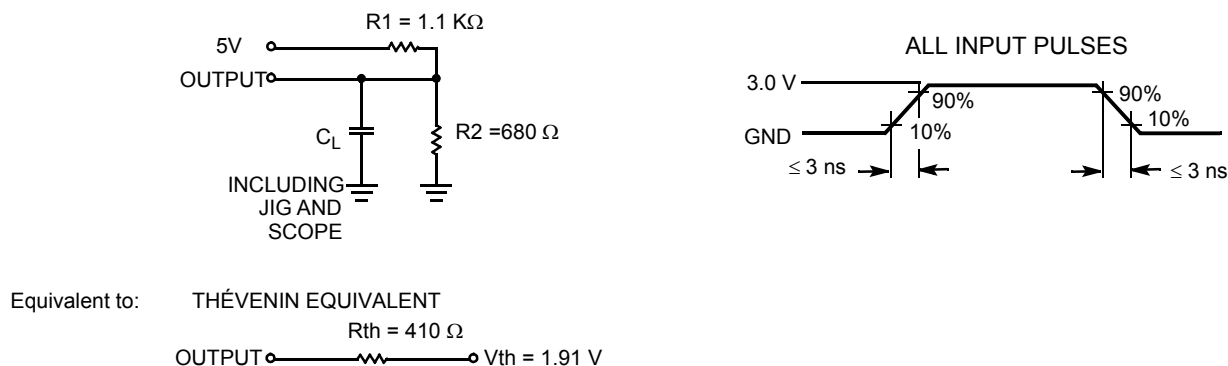 R1 = 1.1 KΩ
5V
OUTPUT
C_L
R2 =680 Ω
INCLUDING
JIG AND
SCOPE
ALL INPUT PULSES
3.0 V
90%
90%
10%
10%
GND
≤ 3 ns
≤ 3 ns
Equivalent to:
THÉVENIN EQUIVALENT
Rth = 410 Ω
OUTPUT
Vth = 1.91 V